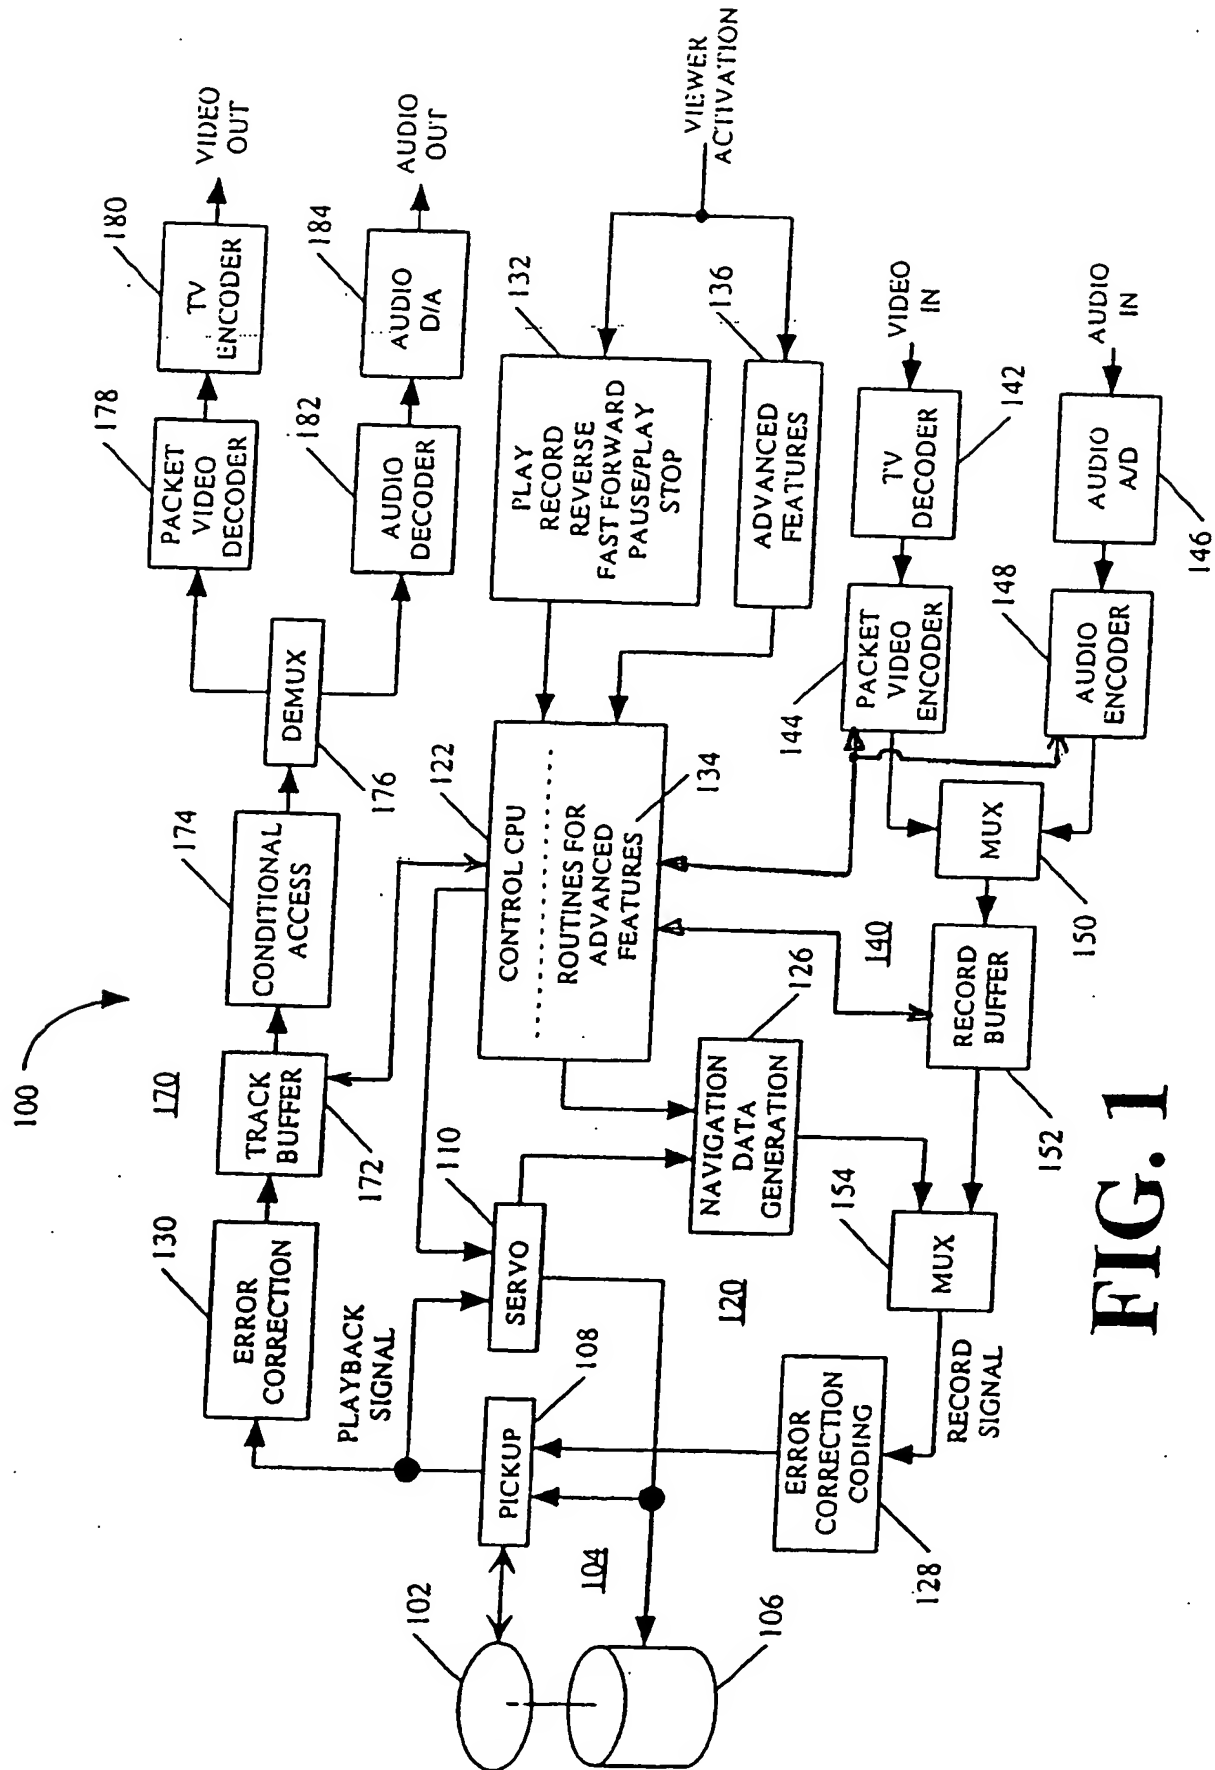 100
170
130
ERROR
CORRECTION
TRACK
BUFFER
172
174
CONDITIONAL
ACCESS
DEMUX
176
178
PACKET
VIDEO
DECODER
180
TV
ENCODER
VIDEO
OUT
182
AUDIO
DECODER
184
AUDIO
D/A
AUDIO
OUT
PLAYBACK
SIGNAL
102
PICKUP
108
104
106
SERVO
110
122
CONTROL CPU
ROUTINES FOR
ADVANCED
FEATURES
134
132
PLAY
RECORD
REVERSE
FAST FORWARD
PAUSE/PLAY
STOP
136
ADVANCED
FEATURES
VIEWER
ACTIVATION
120
126
NAVIGATION
DATA
GENERATION
140
144
PACKET
VIDEO
ENCODER
TV
DECODER
142
VIDEO
IN
ERROR
CORRECTION
CODING
128
RECORD
SIGNAL
154
MUX
RECORD
BUFFER
152
MUX
150
148
AUDIO
ENCODER
AUDIO
A/D
146
AUDIO
IN
FIG. 1